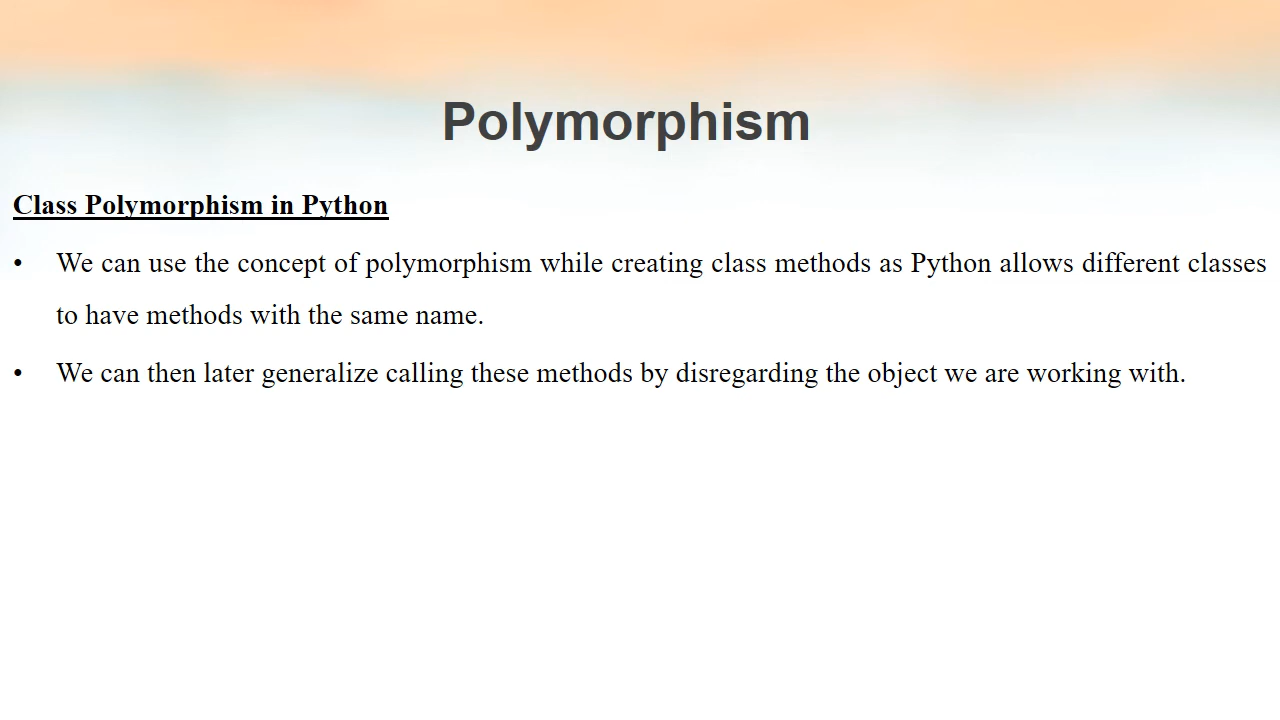 Polymorphism
Class Polymorphism in Python
• We can use the concept of polymorphism while creating class methods as Python allows different classes
to have methods with the same name.
• We can then later generalize calling these methods by disregarding the object we are working with.